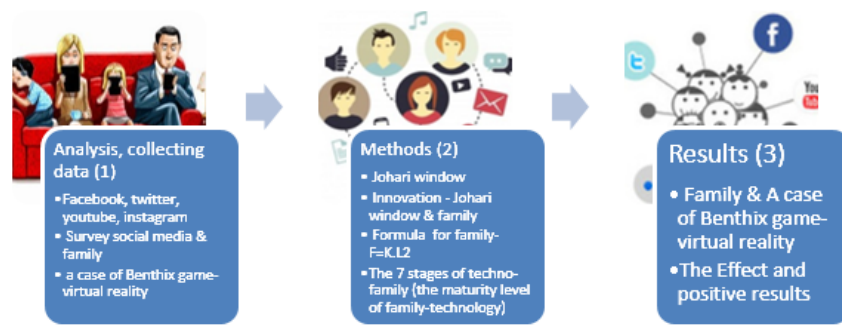 Analysis, collecting
data (1)
• Facebook, twitter,
youtube, instagram
• Survey social media &
family
• a case of Benthix game-
virtual reality
Methods (2)
• Johari window
• Innovation - Johari
window & family
• Formula for family-
F=K.L2
• The 7 stages of techno-
family (the maturity level
of family-technology)
Results (3)
• Family & A case
of Benthix game-
virtual reality
• The Effect and
positive results
You
Tub